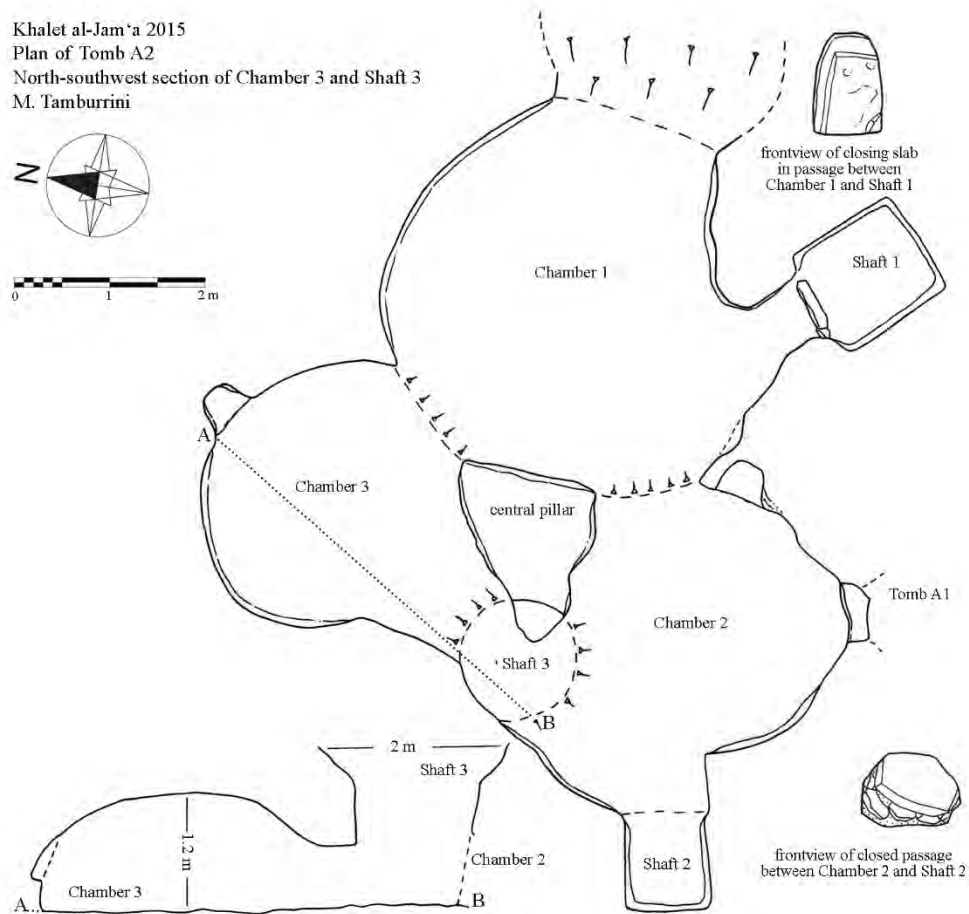 Khalet al-Jam‘a 2015
Plan of Tomb A2
North-southwest section of Chamber 3 and Shaft 3
M. Tamburrini
N
0 1 2 m
frontview of closing slab
in passage between
Chamber 1 and Shaft 1
Chamber 1
Shaft 1
A
Chamber 3
central pillar
Tomb A1
Chamber 2
Shaft 3
B
2 m
Shaft 3
1.2 m
Chamber 2
Shaft 2
frontview of closed passage
between Chamber 2 and Shaft 2
Chamber 3
A
B